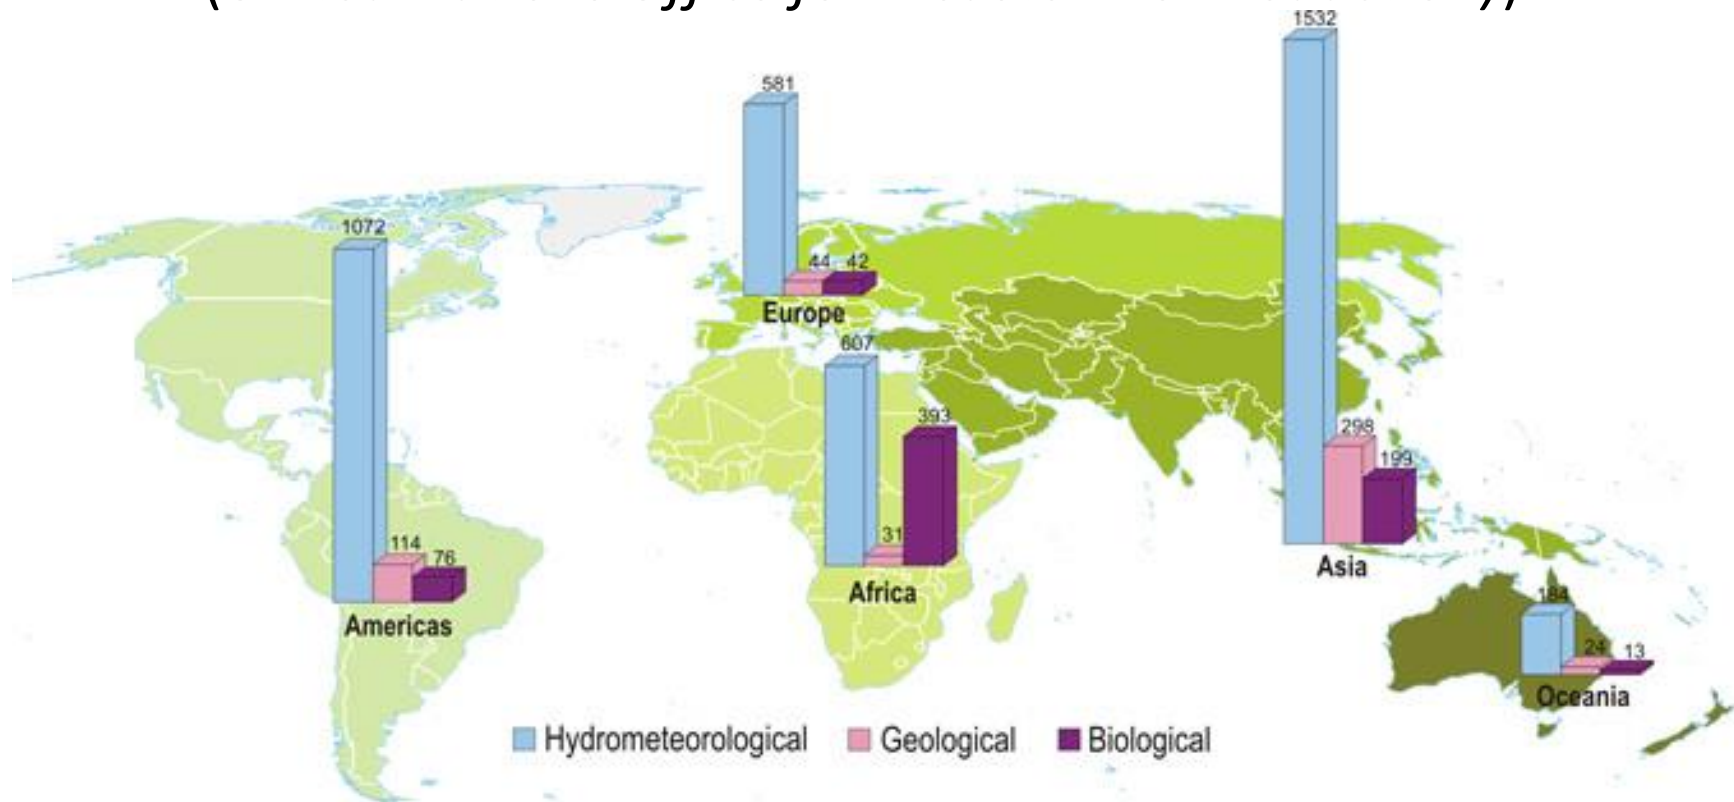 1532
581
1072
44 42
Europe
607
393
298
199
31
114
76
Asia
Africa
Americas
184
24 13
Oceania
Hydrometeorological Geological Biological